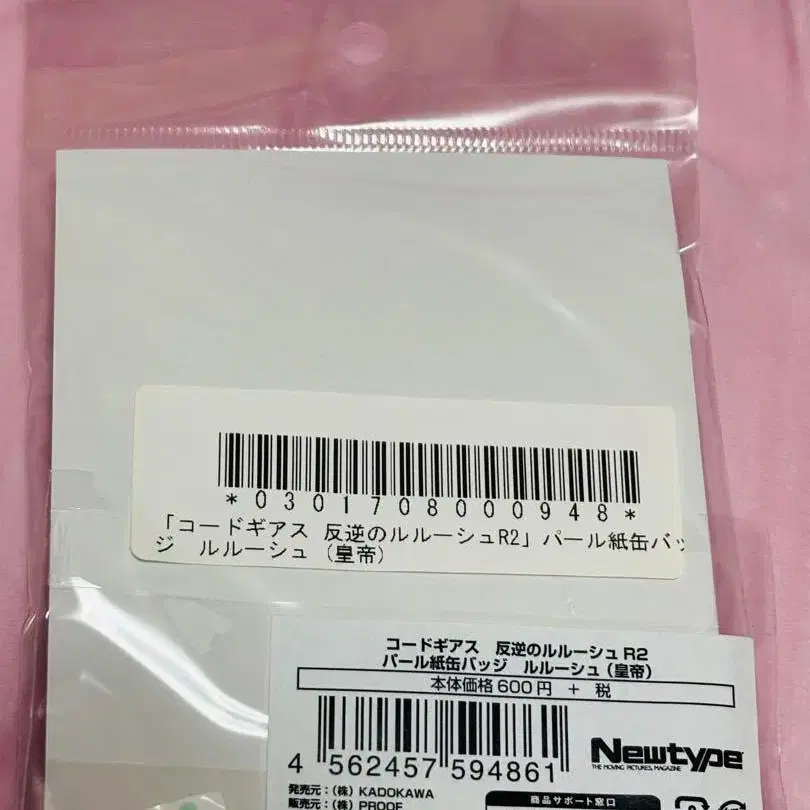 *03017080000948*
「コードギアス 反逆のルルーシュR2」パール紙缶バッ
ジ ルルーシュ (皇帝)
コードギアス 反逆のルルーシュ R2
パール紙缶バッジ ルルーシュ(皇帝)
本体価格600円 + 税
4 562457 594861
Newtype
THE MOVING PICTURES MAGAZINE
発売元:(株) KADOKAWA
販売元:(株) PROOF
商品サポート窓口